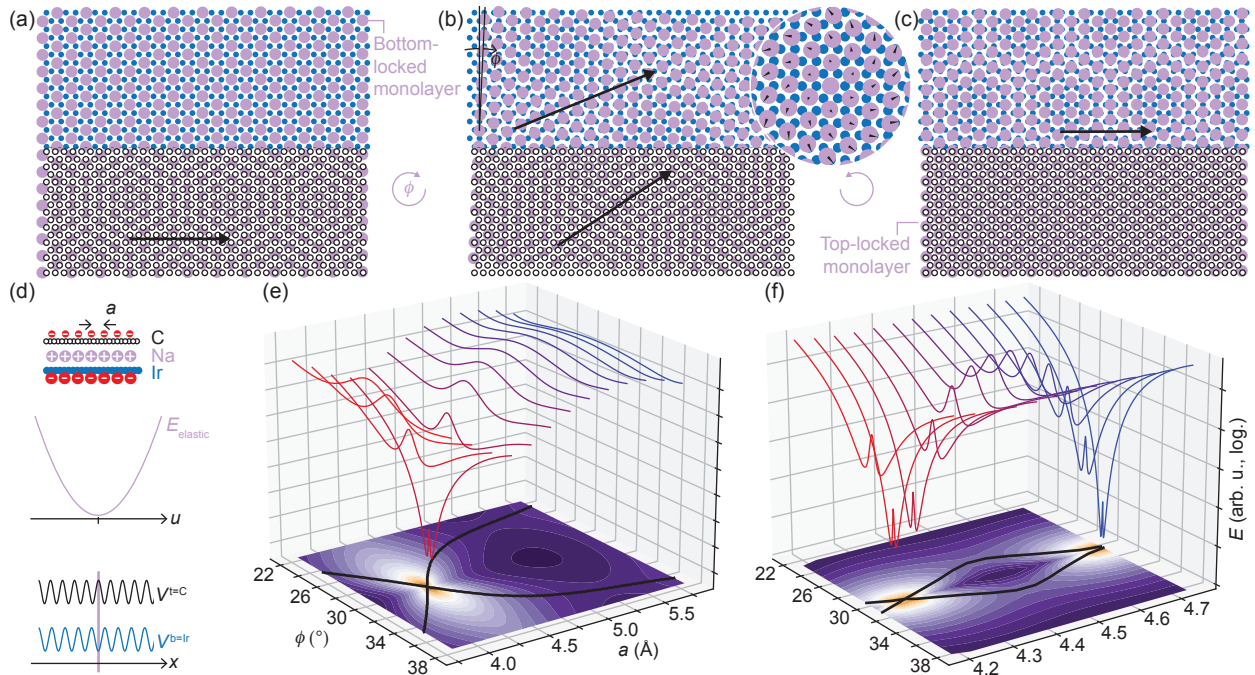 (a)
Bottom-
locked
monolayer
ϕ
(b)
ϕ
(c)
Top-locked
monolayer
(d)
a
C
Na
Ir
E_elastic
u
V^t=C
V^b=Ir
x
(e)
22
26
30
34
38
ϕ (°)
4.0
4.5
5.0
5.5
a (Å)
(f)
22
26
30
34
38
4.2
4.3
4.4
4.5
4.6
4.7
E (arb. u., log.)